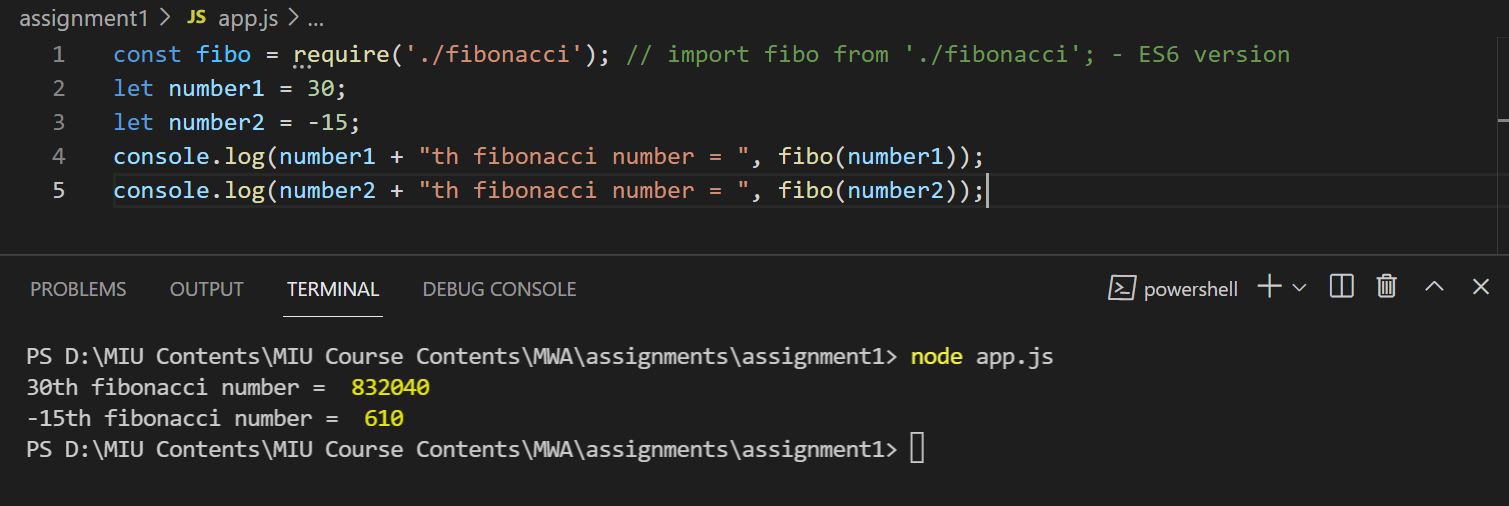 assignment1 > JS app.js > ...
1 const fibo = require('./fibonacci'); // import fibo from './fibonacci'; - ES6 version
2 let number1 = 30;
3 let number2 = -15;
4 console.log(number1 + "th fibonacci number = ", fibo(number1));
5 console.log(number2 + "th fibonacci number = ", fibo(number2));
PROBLEMS OUTPUT TERMINAL DEBUG CONSOLE powershell
PS D:\MIU Contents\MIU Course Contents\MWA\assignments\assignment1> node app.js
30th fibonacci number =  832040
-15th fibonacci number =  610
PS D:\MIU Contents\MIU Course Contents\MWA\assignments\assignment1>